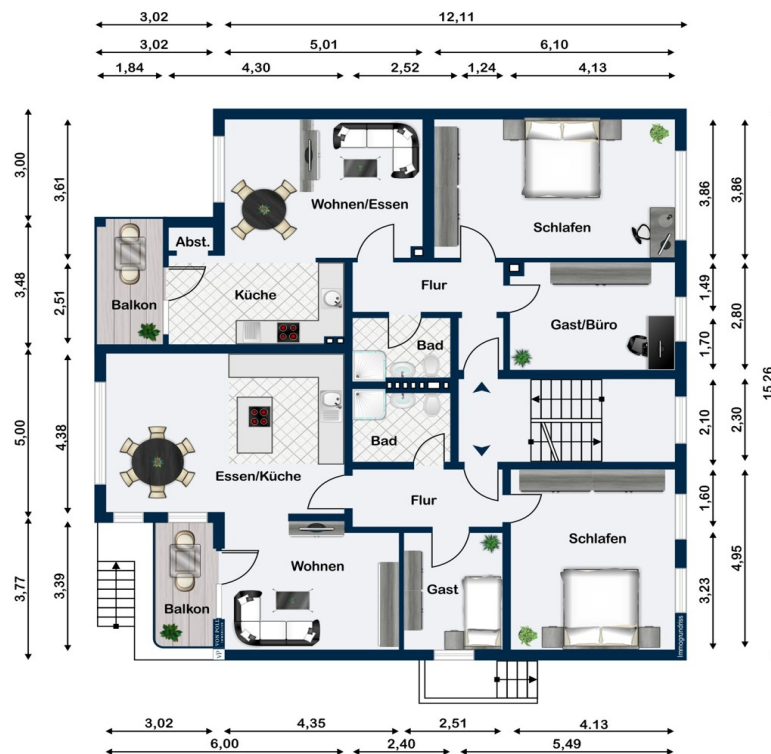 3,02 12,11
3,02 5,01 6,10
1,84 4,30 2,52 1,24 4,13
3,00
3,61
3,86
3,86
Wohnen/Essen
Schlafen
Abst.
3,48
2,51
Balkon
Küche
Flur
Gast/Büro
1,49
2,80
Bad
1,70
15,26
5,00
4,38
Bad
2,10
2,30
Essen/Küche
Flur
1,60
Schlafen
4,95
3,77
3,39
Wohnen
Gast
3,23
Balkon
VP VON POLL
Immogrundriss
3,02 4,35 2,51 4.13
6,00 2,40 5,49